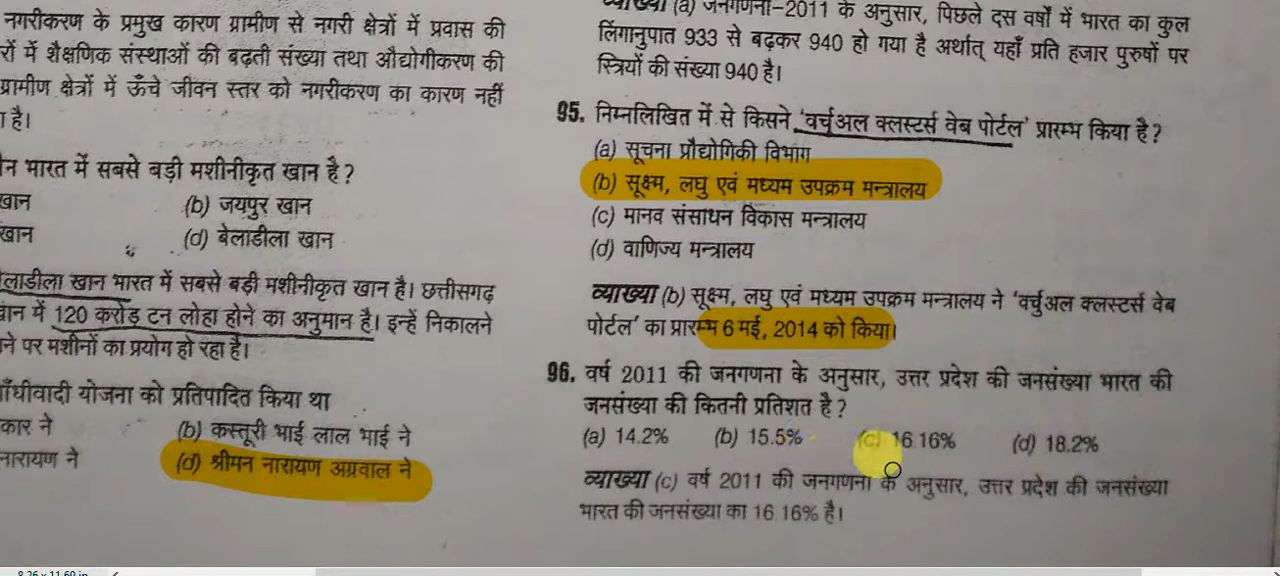 नगरीकरण के प्रमुख कारण ग्रामीण से नगरी क्षेत्रों में प्रवास की
रों में शैक्षणिक संस्थाओं की बढ़ती संख्या तथा औद्योगीकरण की
ग्रामीण क्षेत्रों में ऊँचे जीवन स्तर को नगरीकरण का कारण नहीं
है।
भारत में सबसे बड़ी मशीनीकृत खान है?
खान (b) जयपुर खान
खान (d) बेलाडीला खान
लाडीला खान भारत में सबसे बड़ी मशीनीकृत खान है। छत्तीसगढ़
में 120 करोड़ टन लोहा होने का अनुमान है। इन्हें निकालने
ने पर मशीनों का प्रयोग हो रहा है।
गाँधीवादी योजना को प्रतिपादित किया था
कार ने (b) कस्तूरी भाई लाल भाई ने
नारायण ने (d) श्रीमन नारायण अग्रवाल ने
व्याख्या (a) जनगणना-2011 के अनुसार, पिछले दस वर्षों में भारत का कुल
लिंगानुपात 933 से बढ़कर 940 हो गया है अर्थात् यहाँ प्रति हजार पुरुषों पर
स्त्रियों की संख्या 940 है।
95. निम्नलिखित में से किसने 'वर्चुअल क्लस्टर्स वेब पोर्टल' प्रारम्भ किया है?
(a) सूचना प्रौद्योगिकी विभाग
(b) सूक्ष्म, लघु एवं मध्यम उपक्रम मन्त्रालय
(c) मानव संसाधन विकास मन्त्रालय
(d) वाणिज्य मन्त्रालय
व्याख्या (b) सूक्ष्म, लघु एवं मध्यम उपक्रम मन्त्रालय ने 'वर्चुअल क्लस्टर्स वेब
पोर्टल' का प्रारम्भ 6 मई, 2014 को किया।
96. वर्ष 2011 की जनगणना के अनुसार, उत्तर प्रदेश की जनसंख्या भारत की
जनसंख्या की कितनी प्रतिशत है?
(a) 14.2% (b) 15.5% (c) 16.16% (d) 18.2%
व्याख्या (c) वर्ष 2011 की जनगणना के अनुसार, उत्तर प्रदेश की जनसंख्या
भारत की जनसंख्या का 16.16% है।
8.26 x 11.69 in